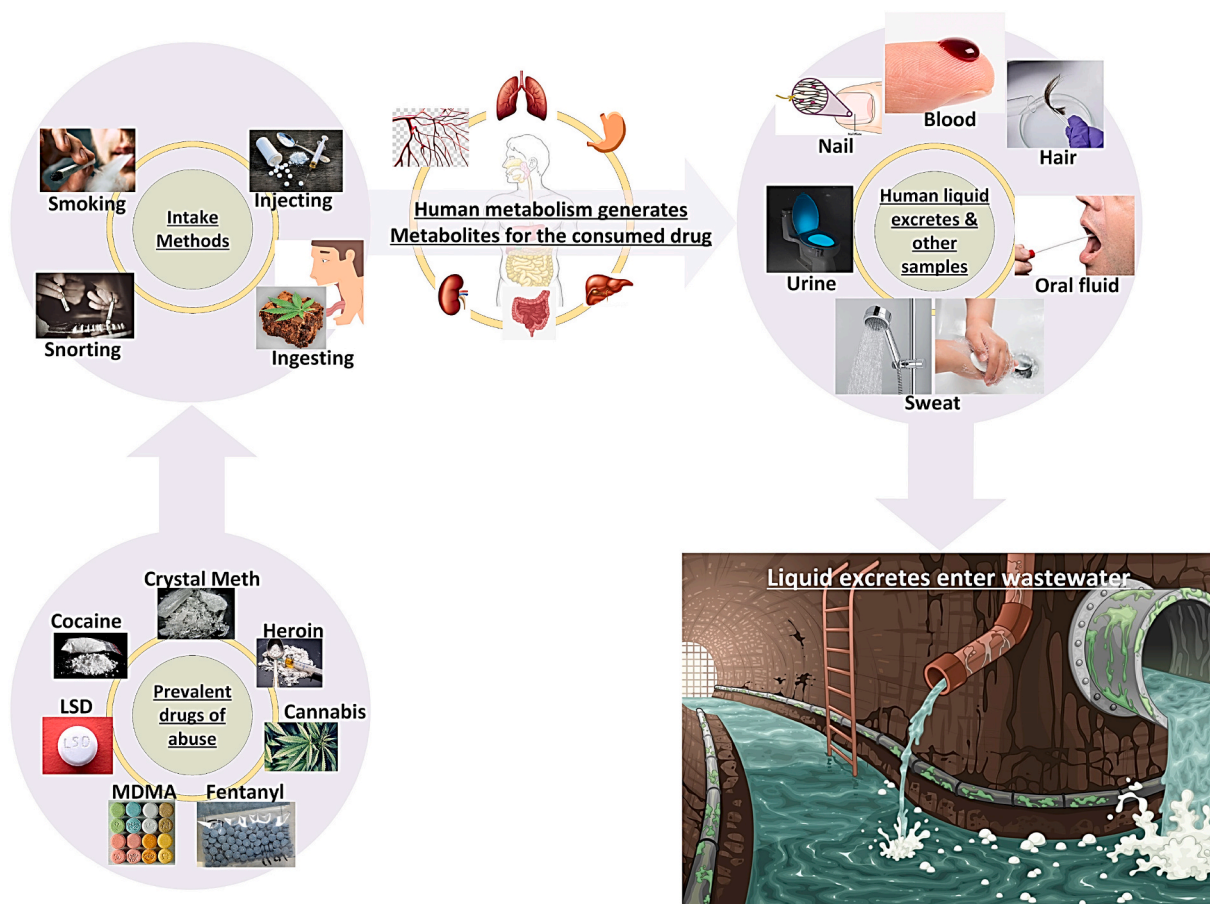 Smoking
Injecting
Intake
Methods
Snorting
Ingesting
Human metabolism generates
Metabolites for the consumed drug
Nail
Blood
Hair
Urine
Human liquid
excretes &
other
samples
Oral fluid
Sweat
Crystal Meth
Cocaine
Heroin
LSD
LSD
Prevalent
drugs of
abuse
Cannabis
MDMA
Fentanyl
Liquid excretes enter wastewater